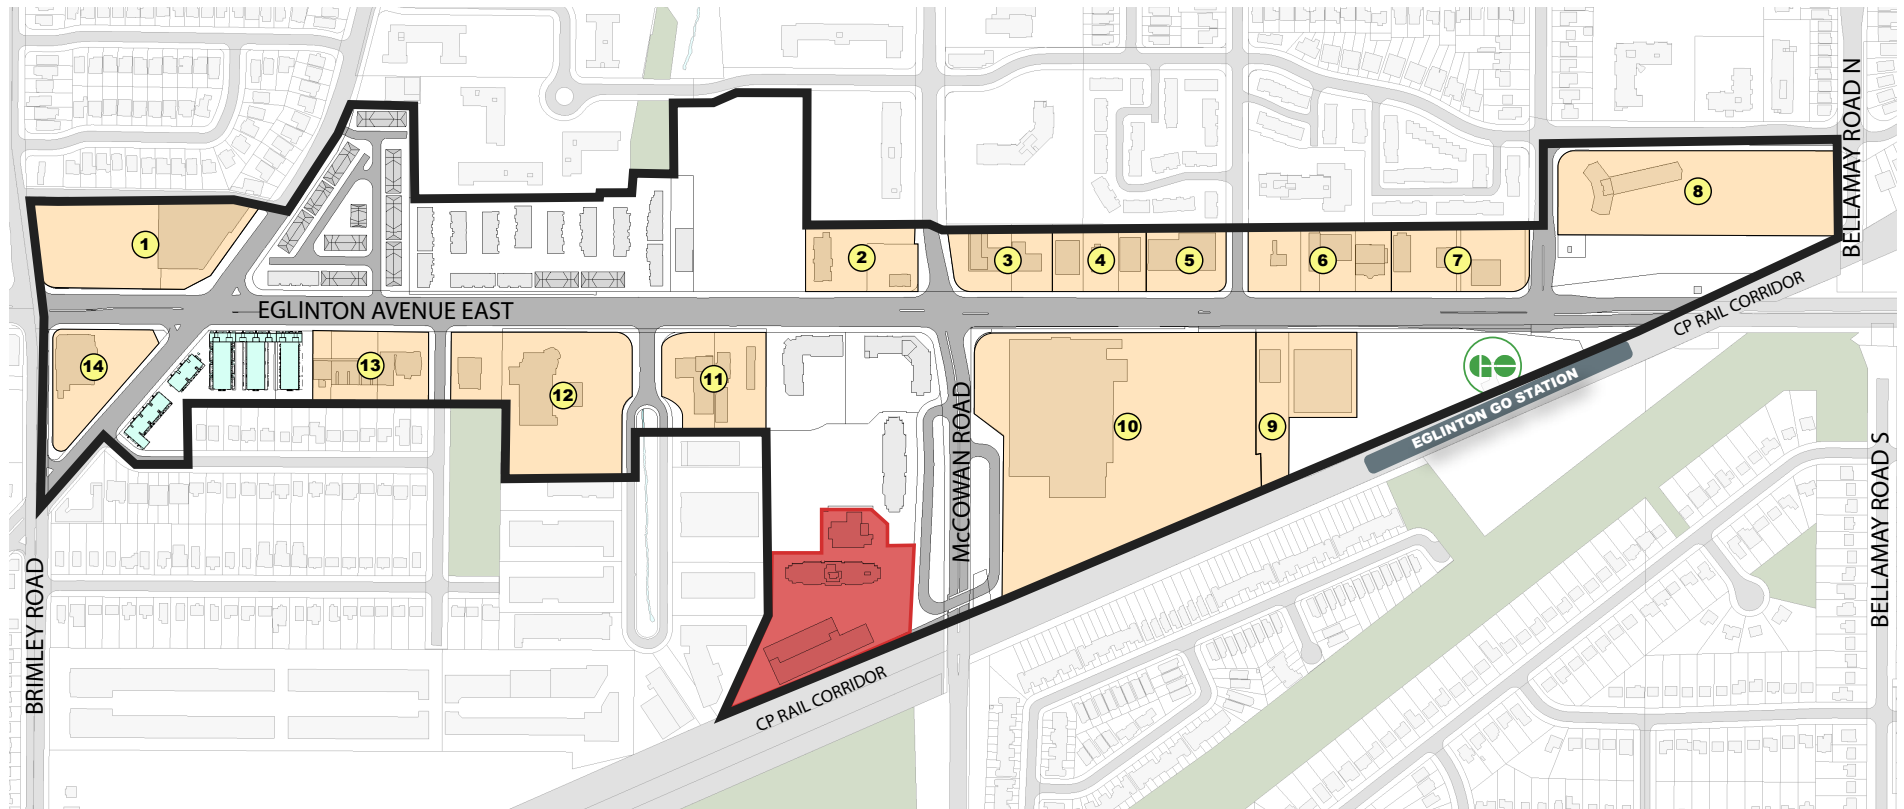 BELLAMAY ROAD N
8
1
2
3
4
5
6
7
EGLINTON AVENUE EAST
CP RAIL CORRIDOR
14
13
12
11
10
9
GO
EGLINTON GO STATION
McCOWAN ROAD
BELLAMAY ROAD S
BRIMLEY ROAD
CP RAIL CORRIDOR